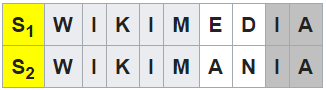 S₁ W I K I M E D I A
S₂ W I K I M A N I A